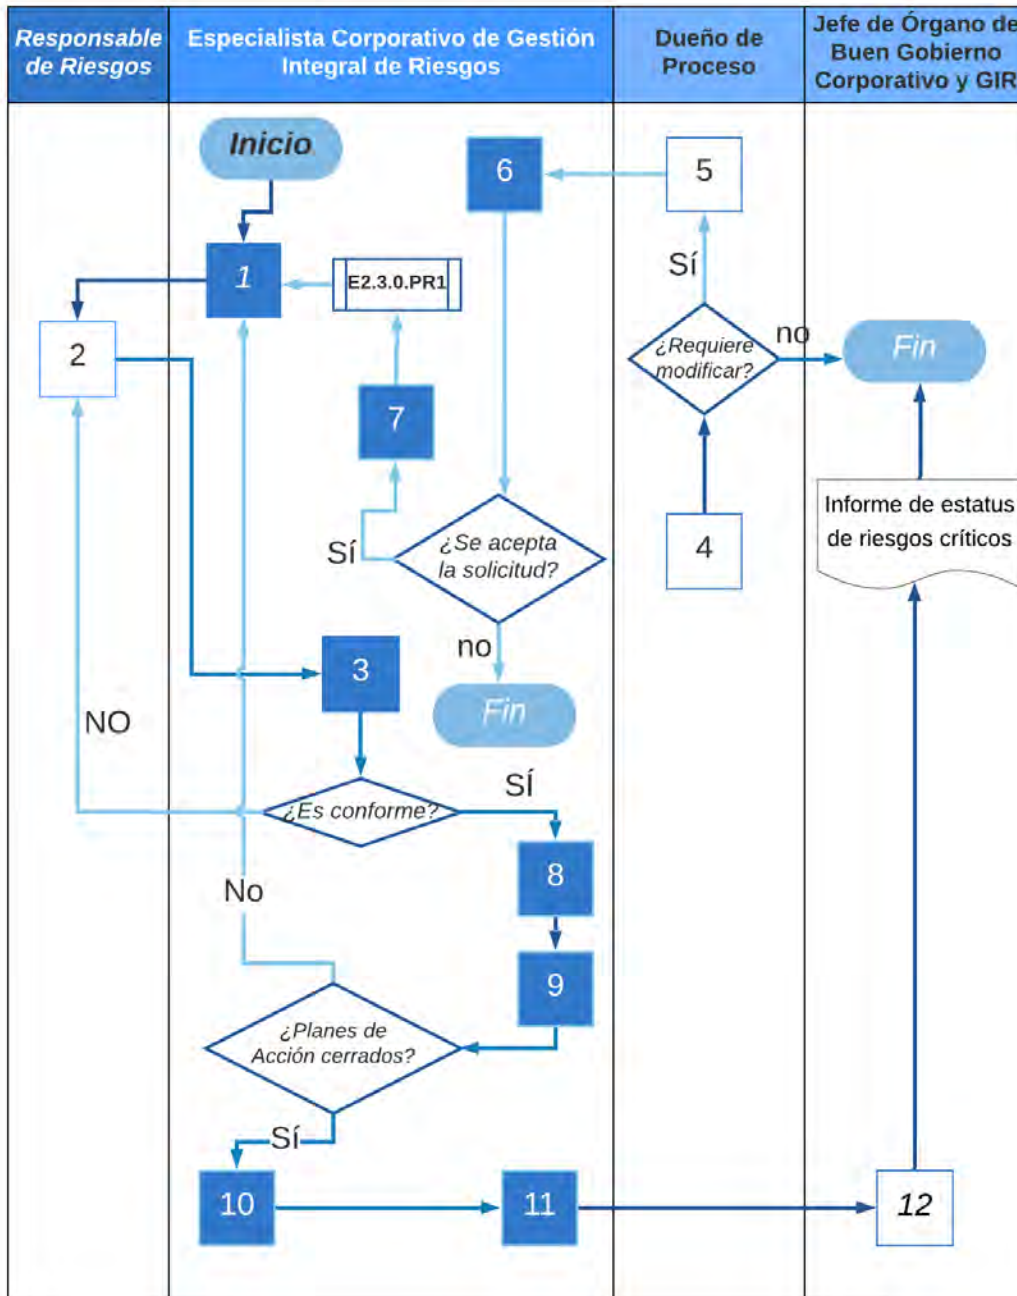 Responsable
de Riesgos
Especialista Corporativo de Gestión
Integral de Riesgos
Dueño de
Proceso
Jefe de Órgano de
Buen Gobierno
Corporativo y GIR
Inicio
6
5
1
E2.3.0.PR1
Sí
2
¿Requiere
modificar?
no
Fin
7
Sí
¿Se acepta
la solicitud?
4
Informe de estatus
de riesgos críticos
no
3
Fin
NO
¿Es conforme?
SÍ
8
No
9
¿Planes de
Acción cerrados?
Sí
10
11
12